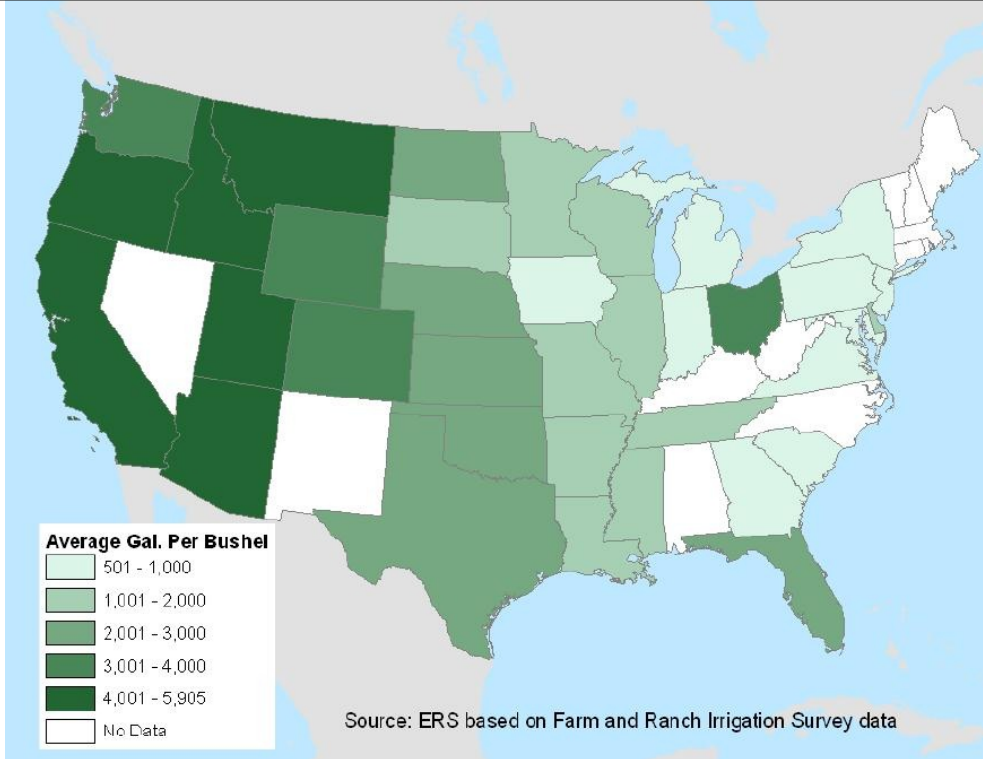 Average Gal. Per Bushel
501 - 1,000
1,001 - 2,000
2,001 - 3,000
3,001 - 4,000
4,001 - 5,905
No Data
Source: ERS based on Farm and Ranch Irrigation Survey data